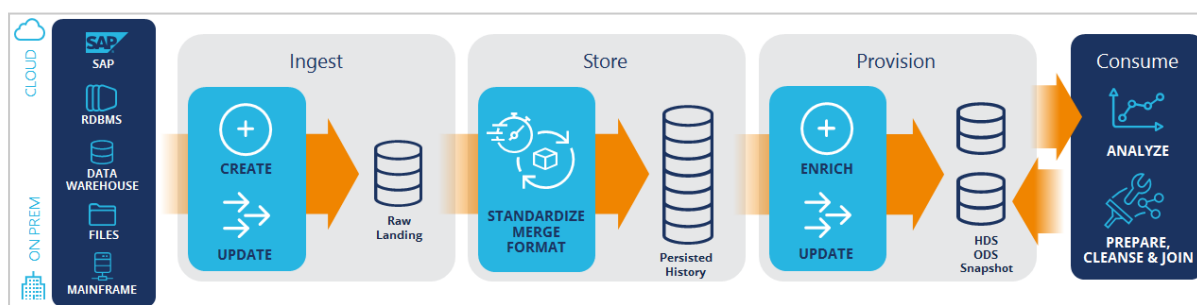 CLOUD
ON PREM
SAP
SAP
RDBMS
DATA
WAREHOUSE
FILES
MAINFRAME
Ingest
CREATE
UPDATE
Raw
Landing
Store
STANDARDIZE
MERGE
FORMAT
Persisted
History
Provision
ENRICH
UPDATE
HDS
ODS
Snapshot
Consume
ANALYZE
PREPARE,
CLEANSE & JOIN